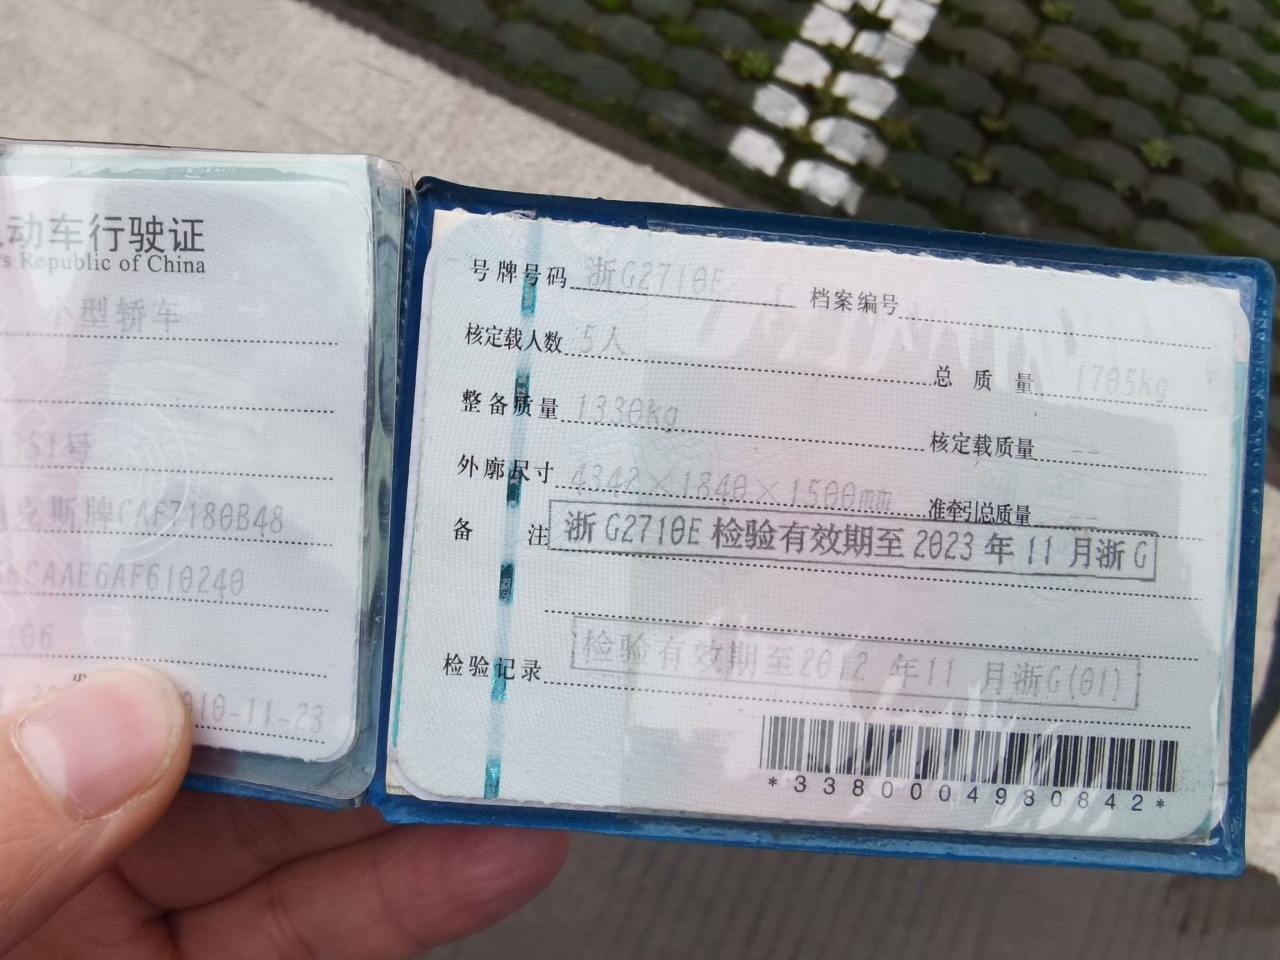 动车行驶证
s Republic of China
小型轿车
351号
克斯牌CAF7180B48
CAAE6AF610240
106
发
010-11-23
号牌号码 浙G2710E
档案编号
核定载人数 5人
总质量 1705kg
整备质量 1330kg
核定载质量 --
外廓尺寸 4342×1840×1500mm
准牵引总质量 --
备注 浙G2710E 检验有效期至2023年11月浙G
检验记录 检验有效期至2012年11月浙G(01)
*3380004980842*